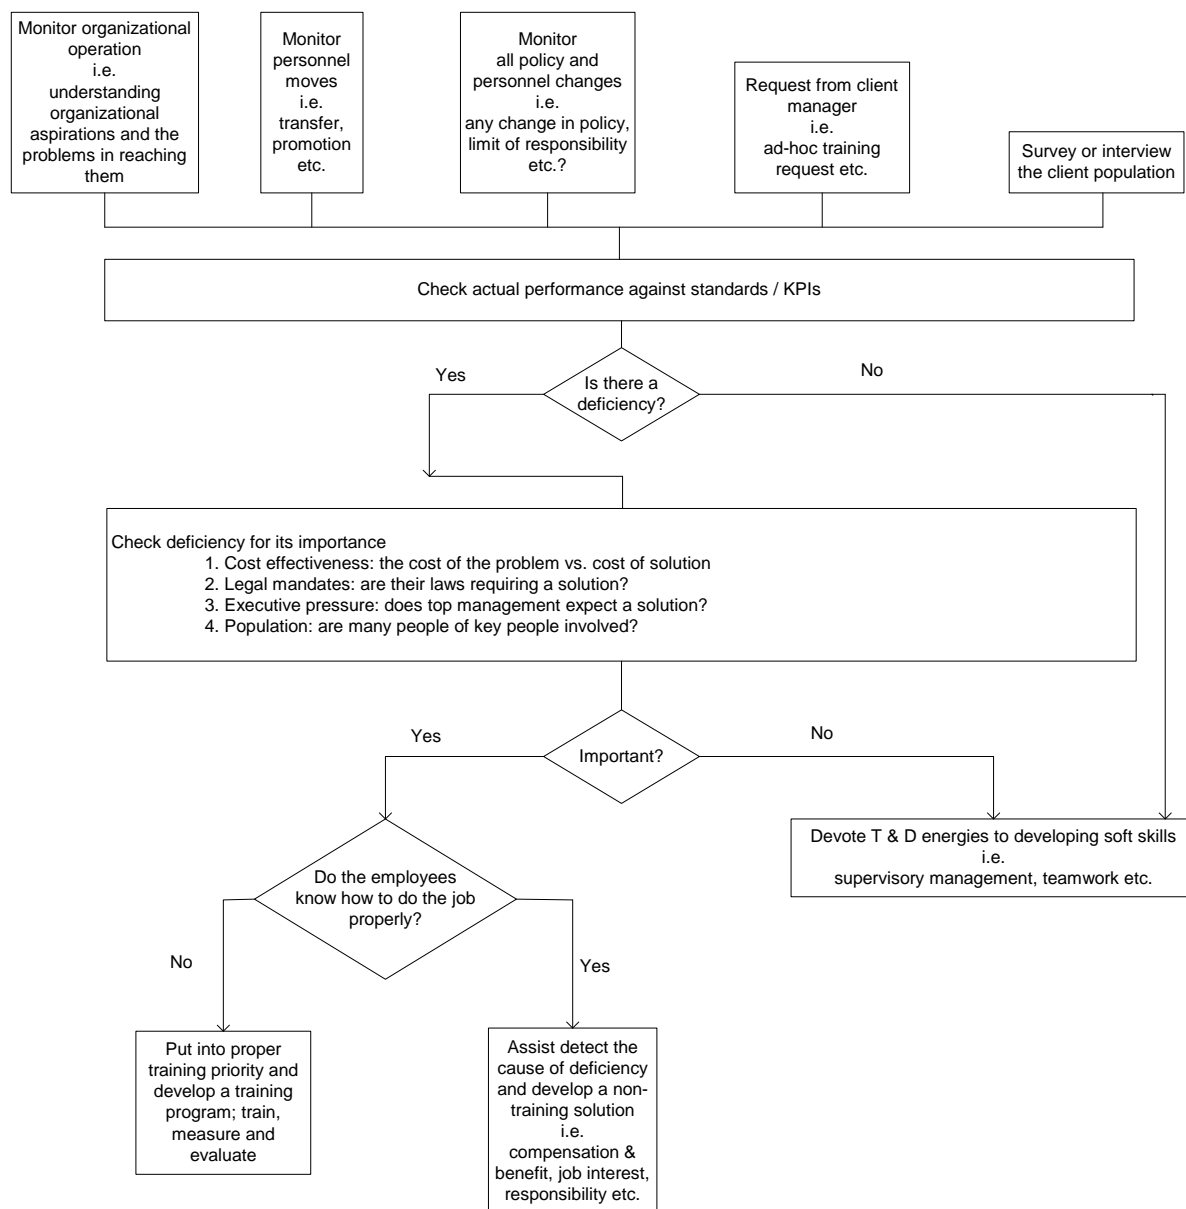 Monitor organizational
operation
i.e.
understanding
organizational
aspirations and the
problems in reaching
them
Monitor
personnel
moves
i.e.
transfer,
promotion
etc.
Monitor
all policy and
personnel changes
i.e.
any change in policy,
limit of responsibility
etc.?
Request from client
manager
i.e.
ad-hoc training
request etc.
Survey or interview
the client population
Check actual performance against standards / KPIs
Is there a
deficiency?
Yes
No
Check deficiency for its importance
1. Cost effectiveness: the cost of the problem vs. cost of solution
2. Legal mandates: are their laws requiring a solution?
3. Executive pressure: does top management expect a solution?
4. Population: are many people of key people involved?
Important?
Yes
No
Do the employees
know how to do the job
properly?
Devote T & D energies to developing soft skills
i.e.
supervisory management, teamwork etc.
No
Yes
Put into proper
training priority and
develop a training
program; train,
measure and
evaluate
Assist detect the
cause of deficiency
and develop a non-
training solution
i.e.
compensation &
benefit, job interest,
responsibility etc.